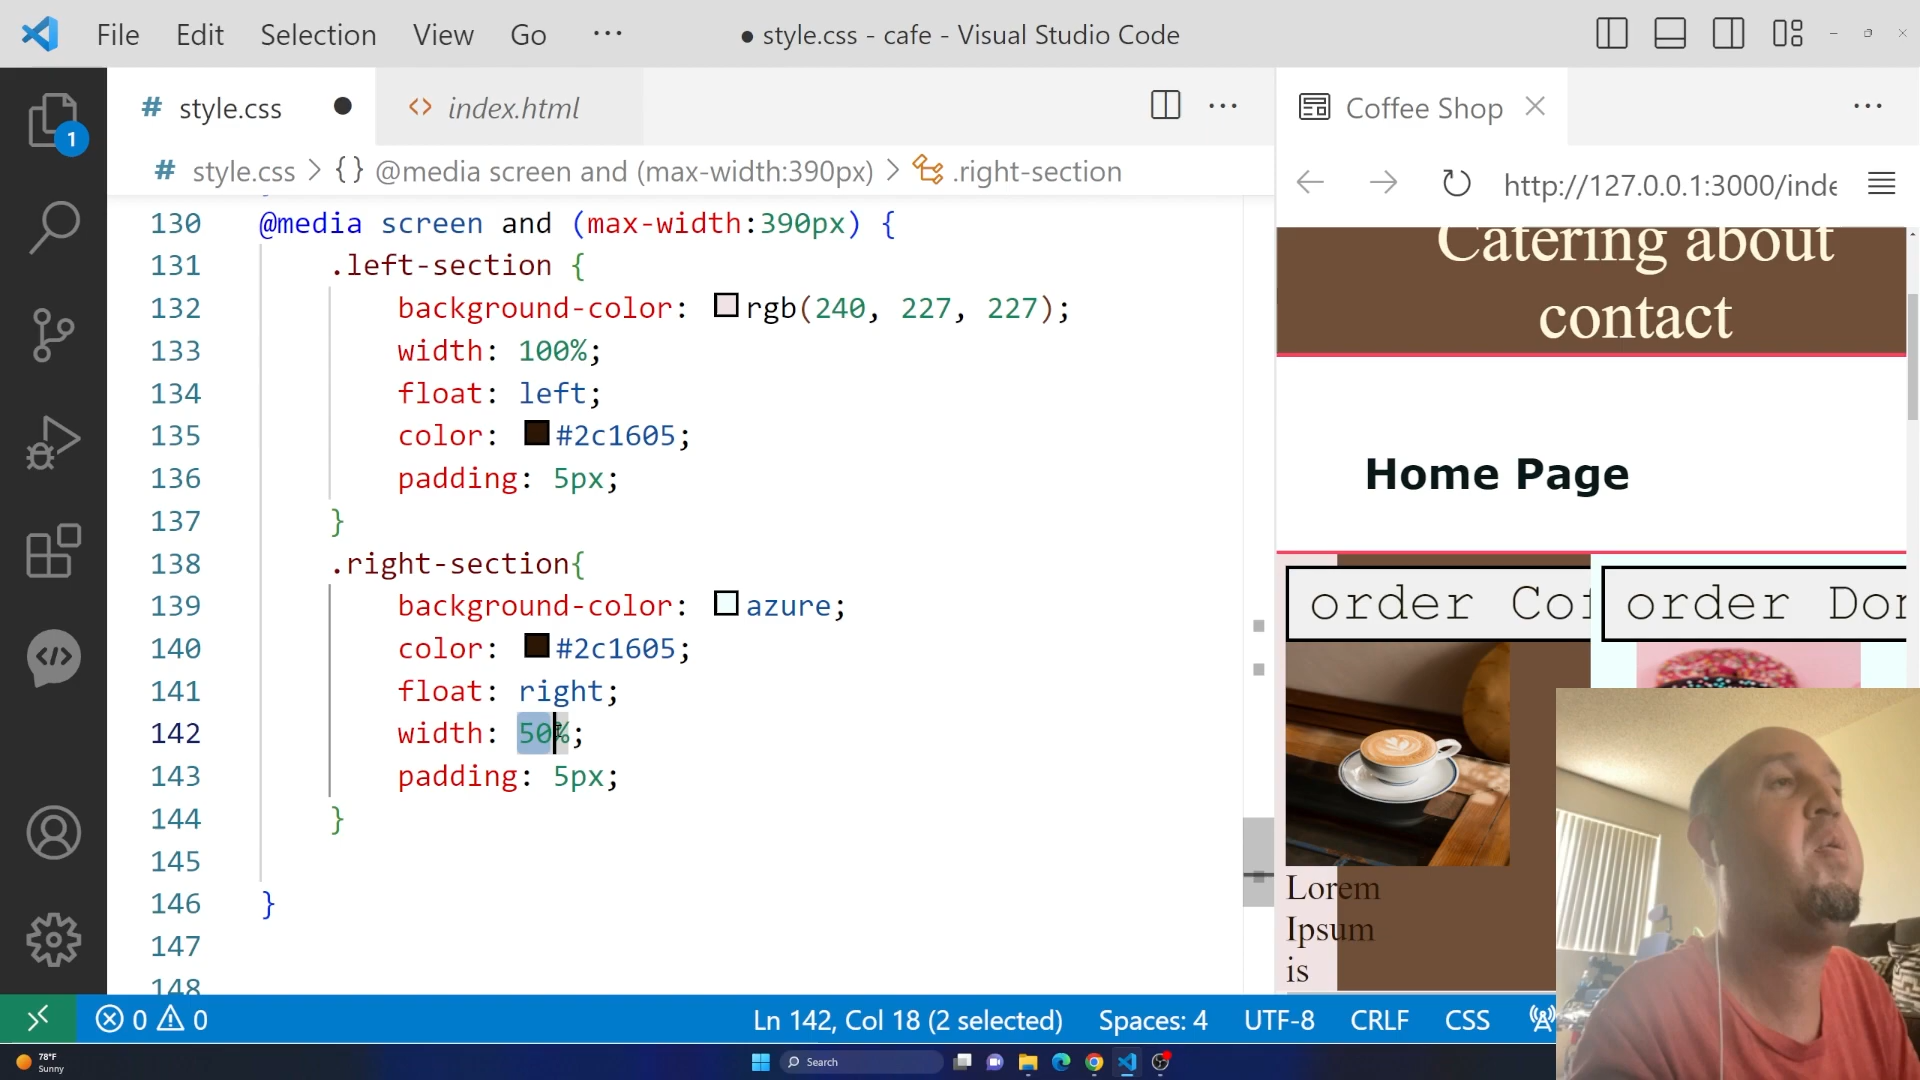 File Edit Selection View Go ··· ● style.css - cafe - Visual Studio Code
# style.css ● <> index.html ···
Coffee Shop ···
# style.css > {} @media screen and (max-width:390px) > .right-section
http://127.0.0.1:3000/inde
1
130 @media screen and (max-width:390px) {
131 .left-section {
132 background-color: rgb(240, 227, 227);
133 width: 100%;
134 float: left;
135 color: #2c1605;
136 padding: 5px;
137 }
138 .right-section{
139 background-color: azure;
140 color: #2c1605;
141 float: right;
142 width: 50%;
143 padding: 5px;
144 }
145
146 }
147
148
Catering about
contact
Home Page
order Cof
order Don
Lorem
Ipsum
is
0 0
Ln 142, Col 18 (2 selected) Spaces: 4 UTF-8 CRLF CSS
78°F
Sunny
Search